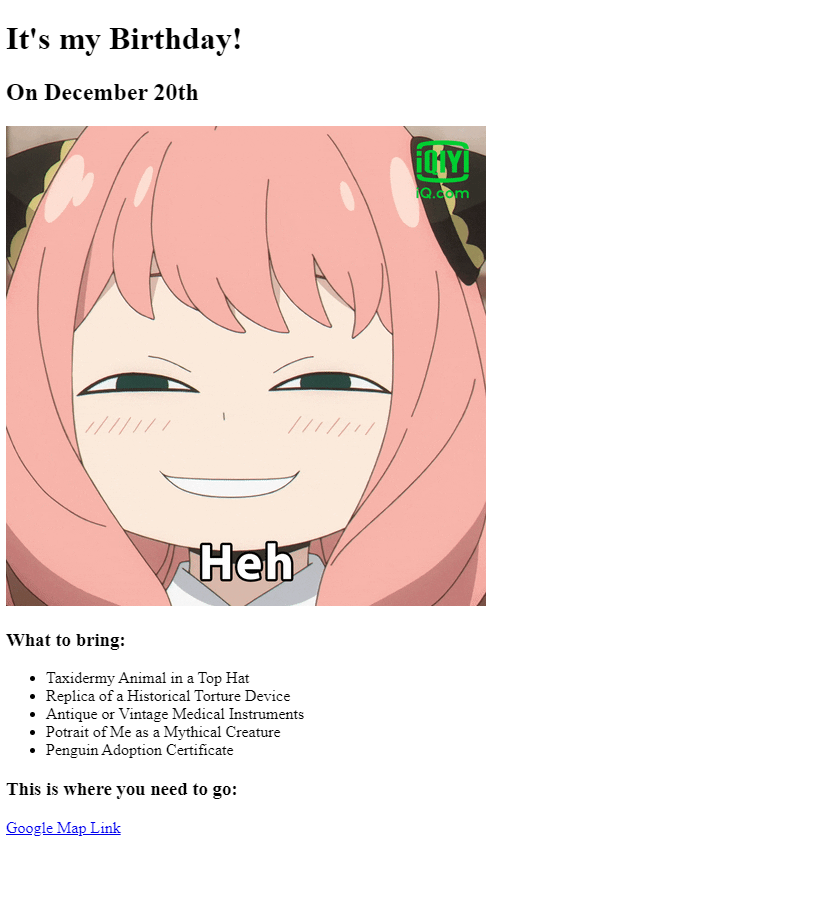 It's my Birthday!
On December 20th
iQIYI
iQ.com
Heh
What to bring:
Taxidermy Animal in a Top Hat
Replica of a Historical Torture Device
Antique or Vintage Medical Instruments
Potrait of Me as a Mythical Creature
Penguin Adoption Certificate
This is where you need to go:
Google Map Link